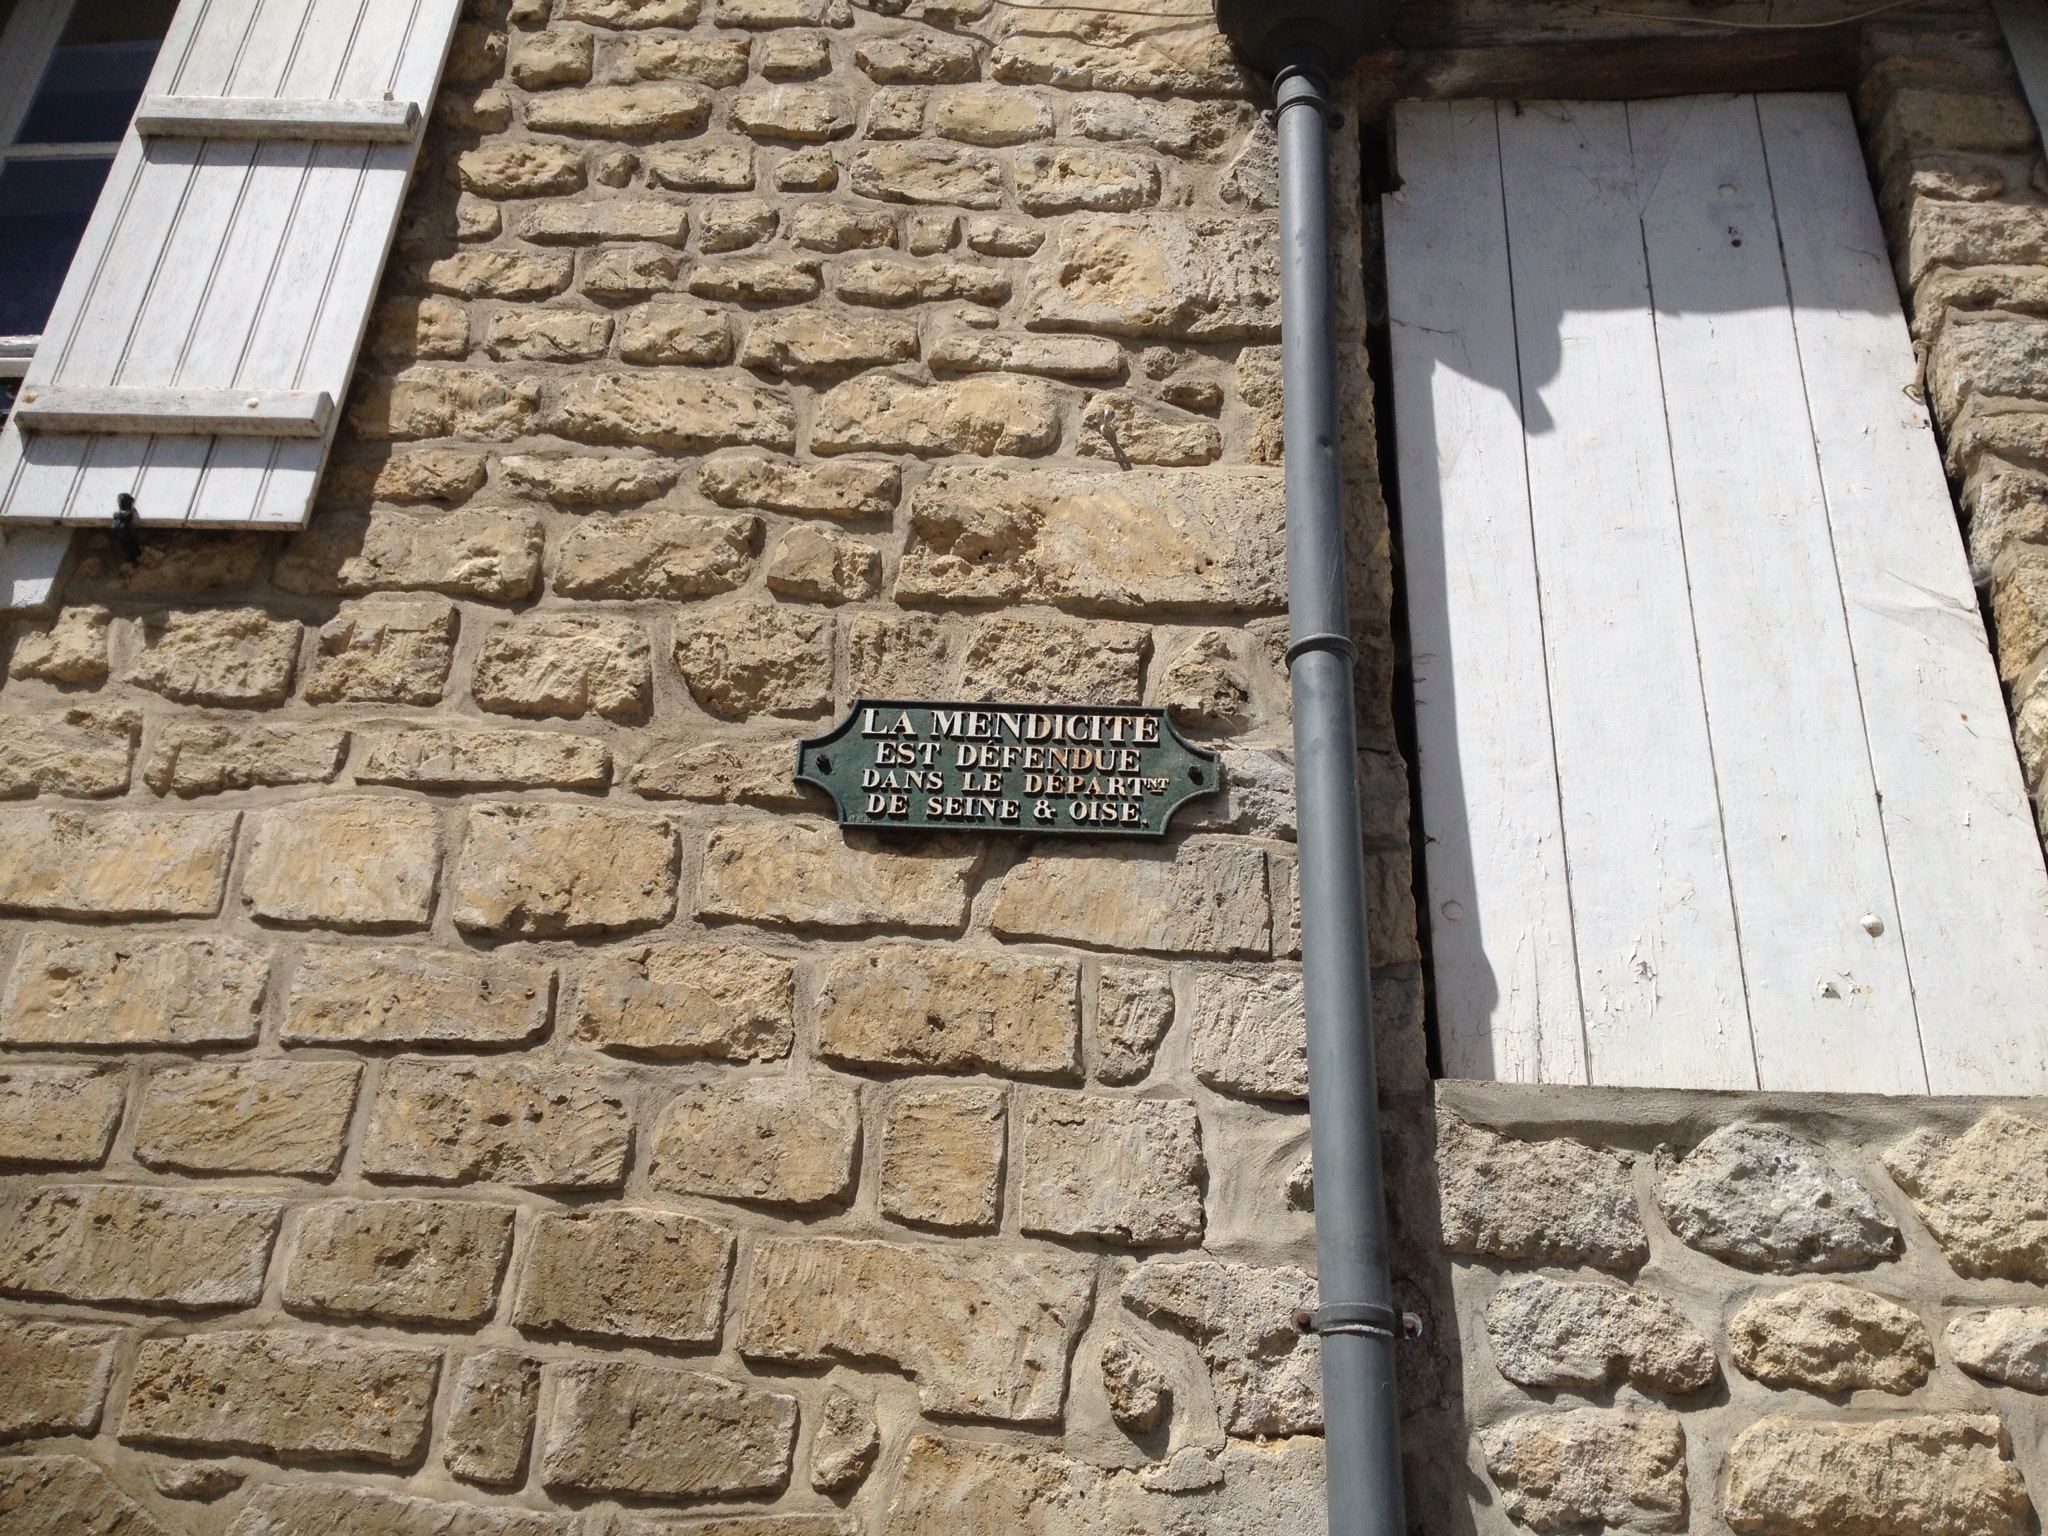 LA MENDICITÉ
EST DÉFENDUE
DANS LE DÉPARTNT
DE SEINE & OISE.